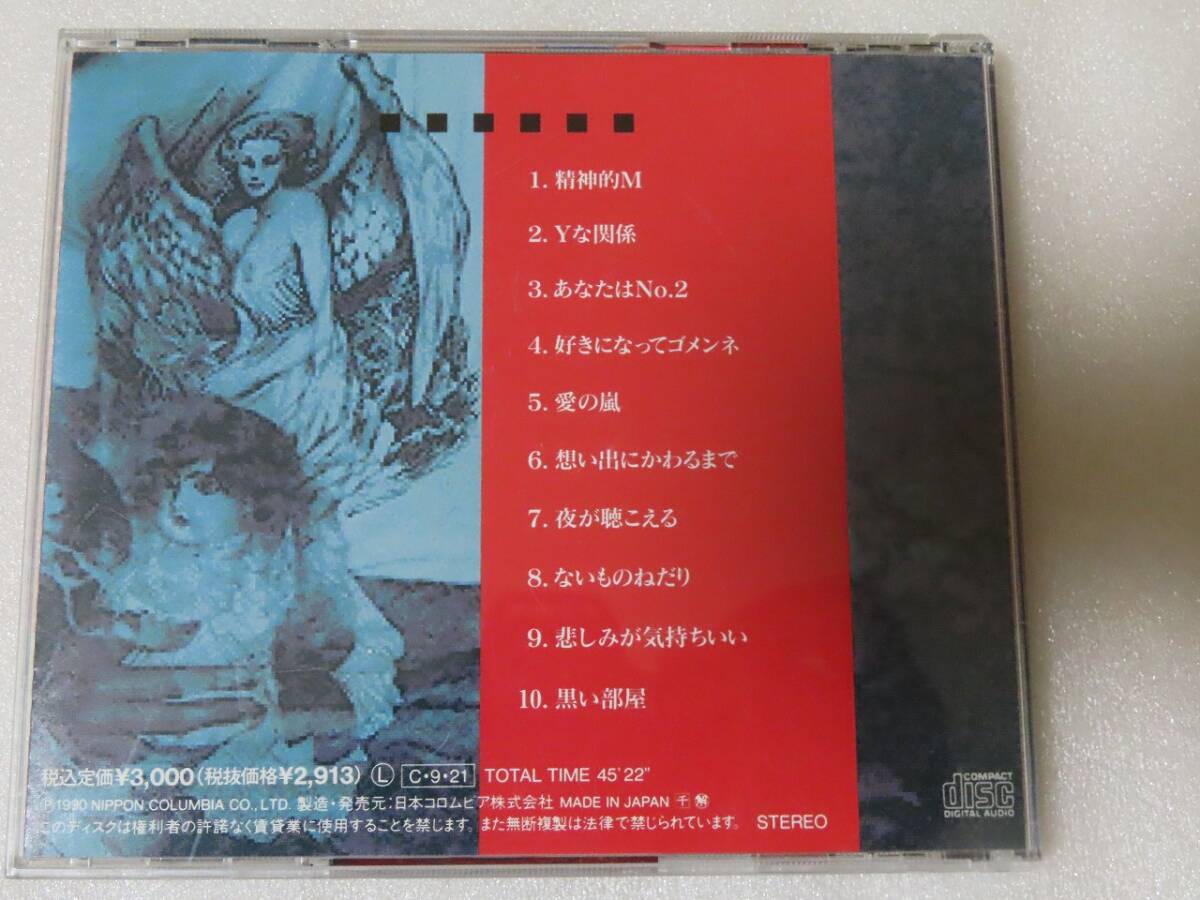 1. 精神的M
2. Yな関係
3. あなたはNo.2
4. 好きになってゴメンネ
5. 愛の嵐
6. 想い出にかわるまで
7. 夜が聴こえる
8. ないものねだり
9. 悲しみが気持ちいい
10. 黒い部屋
税込定価¥3,000(税抜価格¥2,913) Ⓛ C・9・21 TOTAL TIME 45'22"
Ⓟ1990 NIPPON COLUMBIA CO., LTD. 製造・発売元:日本コロムビア株式会社 MADE IN JAPAN
このディスクは権利者の許諾なく賃貸業に使用することを禁じます。また無断複製は法律で禁じられています。 STEREO
COMPACT
disc
DIGITAL AUDIO